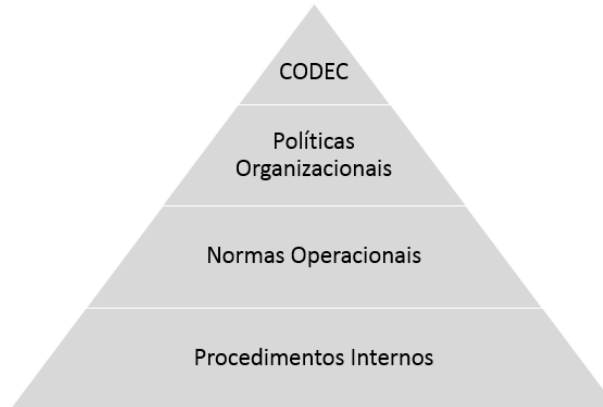 CODEC
Políticas
Organizacionais
Normas Operacionais
Procedimentos Internos